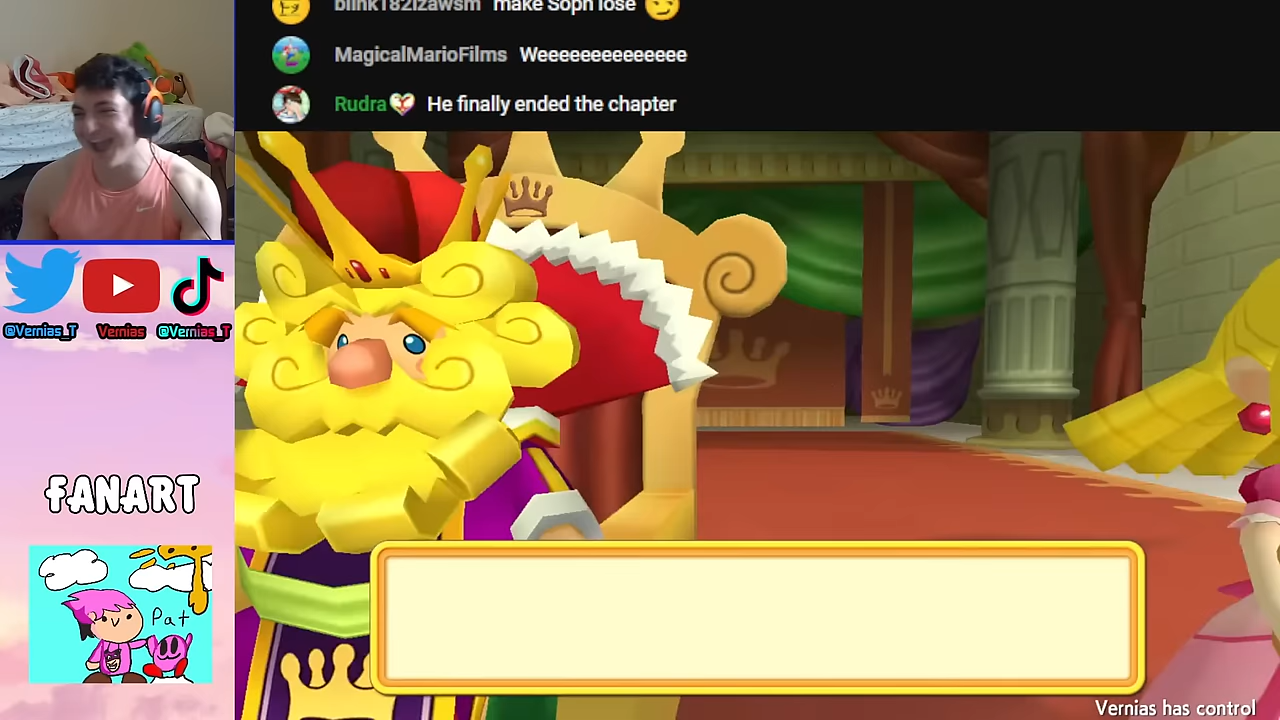 blink182izawsm make Soph lose
MagicalMarioFilms Weeeeeeeeeeeee
Rudra He finally ended the chapter
@Vernias_T Vernias @Vernias_T
FANART
Pat
Vernias has control